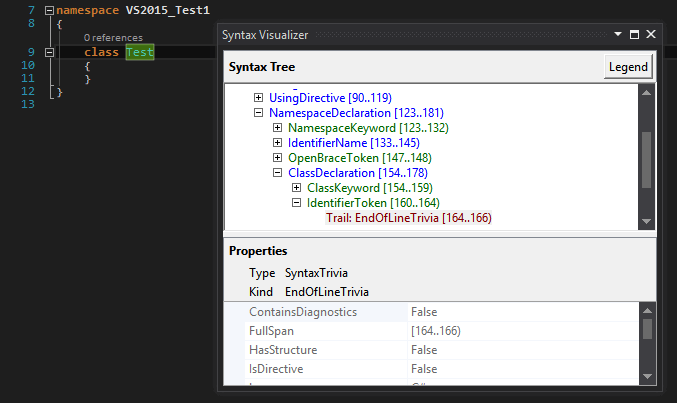 7 namespace VS2015_Test1
8 {
0 references
9 class Test
10 {
11 }
12 }
13
Syntax Visualizer
Syntax Tree
Legend
UsingDirective [90..119)
NamespaceDeclaration [123..181)
NamespaceKeyword [123..132)
IdentifierName [133..145)
OpenBraceToken [147..148)
ClassDeclaration [154..178)
ClassKeyword [154..159)
IdentifierToken [160..164)
Trail: EndOfLineTrivia [164..166)
Properties
Type SyntaxTrivia
Kind EndOfLineTrivia
ContainsDiagnostics False
FullSpan [164..166)
HasStructure False
IsDirective False